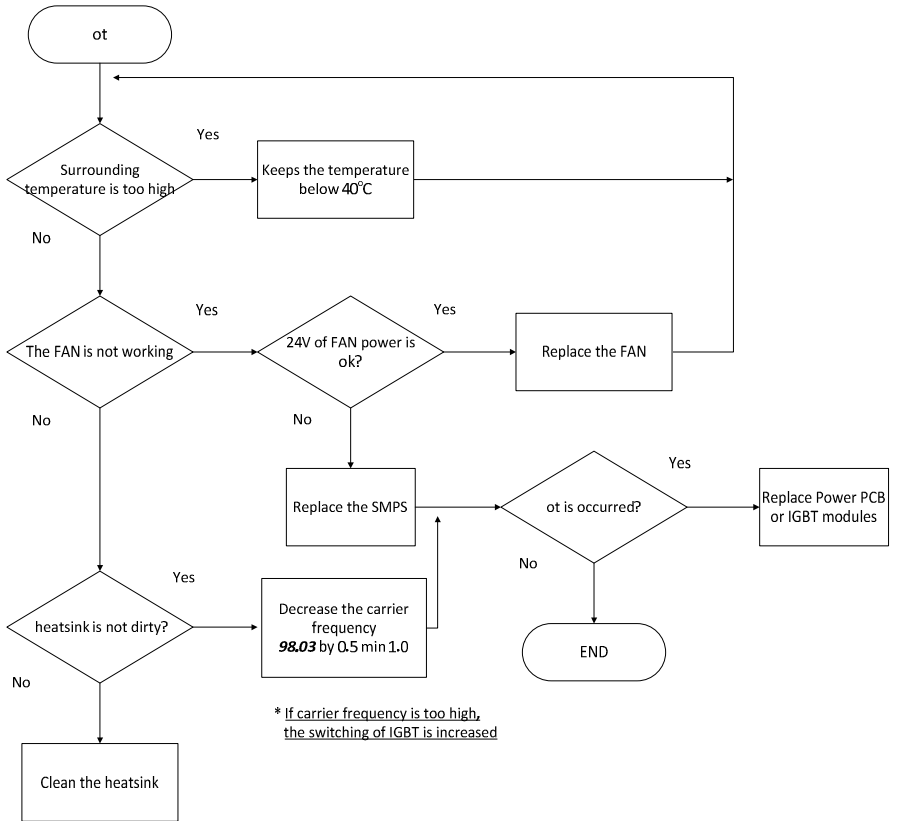 ot
Yes
Surrounding
temperature is too high
Keeps the temperature
below 40°C
No
Yes
Yes
The FAN is not working
24V of FAN power is
ok?
Replace the FAN
No
No
Yes
Replace the SMPS
ot is occurred?
Replace Power PCB
or IGBT modules
No
Yes
heatsink is not dirty?
Decrease the carrier
frequency
98.03 by 0.5 min 1.0
END
No
* If carrier frequency is too high,
the switching of IGBT is increased
Clean the heatsink